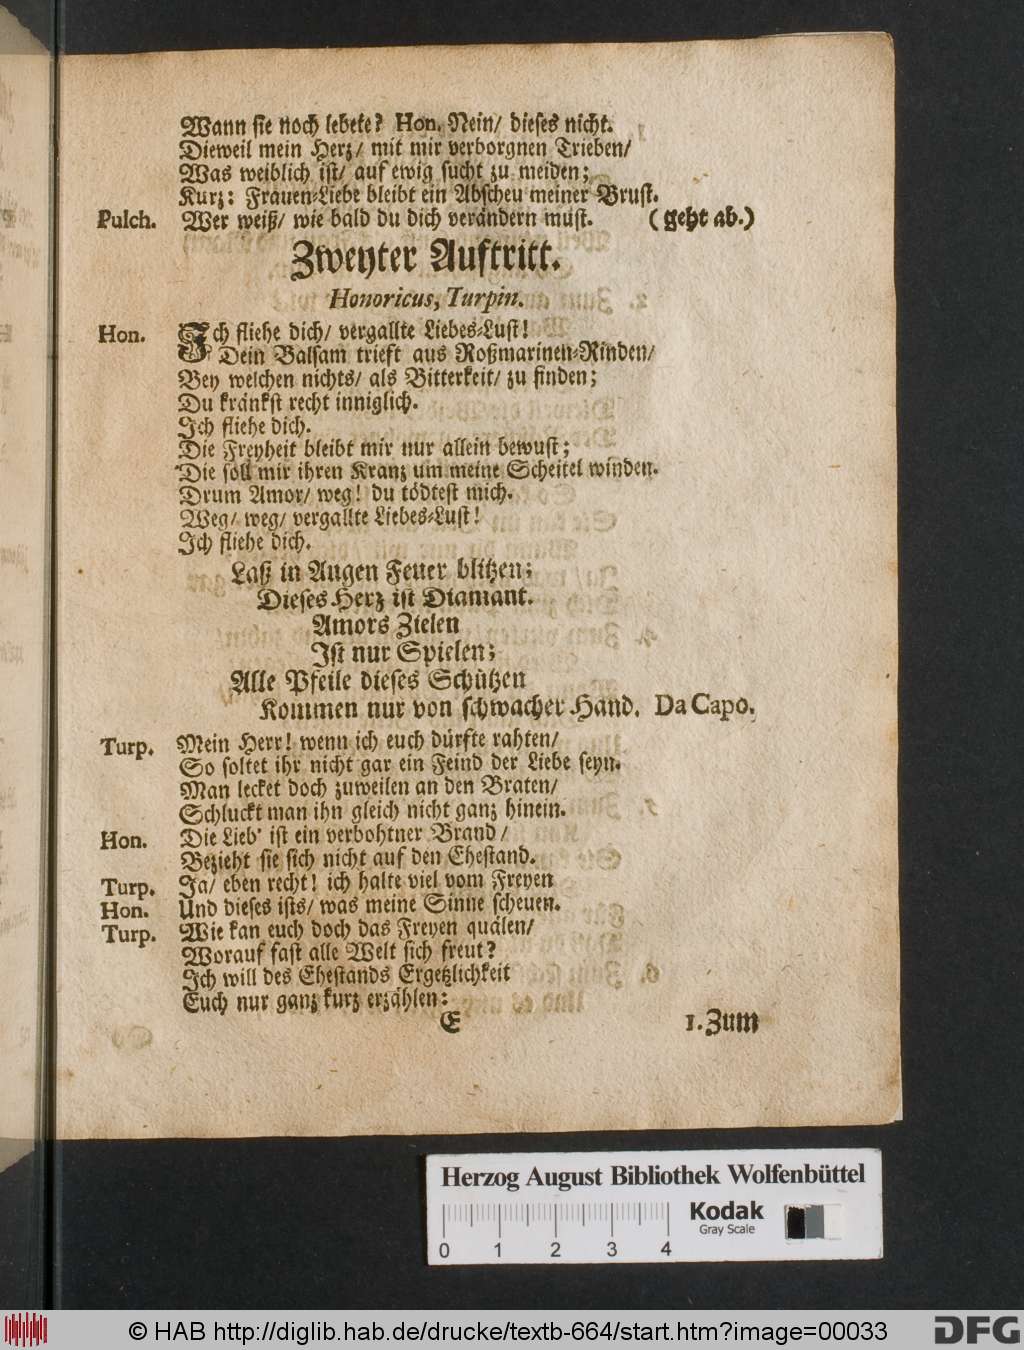 Wann sie noch lebete? Hon. Nein/ dieses nicht.
Dieweil mein Herz/ mit mir verborgnen Trieben/
Was weiblich ist/ auf ewig sucht zu meiden;
Kurz: Frauen-Liebe bleibt ein Abscheu meiner Brust.
Pulch. Wer weiß/ wie bald du dich verändern must. (geht ab.)
Zweyter Auftritt.
Honoricus, Turpin.
Hon. Ich fliehe dich/ vergallte Liebes-Lust!
Dein Balsam trieft aus Roßmarinen-Rinden/
Bey welchen nichts/ als Bitterkeit/ zu finden;
Du kränkst recht inniglich.
Ich fliehe dich.
Die Freyheit bleibt mir nur allein bewust;
Die soll mir ihren Kranz um meine Scheitel winden.
Drum Amor/ weg! du tödtest mich.
Weg/ weg/ vergallte Liebes-Lust!
Ich fliehe dich.
Laß in Augen Feuer blitzen;
Dieses Herz ist Diamant.
Amors Zielen
Ist nur Spielen;
Alle Pfeile dieses Schützen
Kommen nur von schwacher Hand. Da Capo.
Turp. Mein Herr! wenn ich euch dürfte rahten/
So soltet ihr nicht gar ein Feind der Liebe seyn.
Man lecket doch zuweilen an den Braten/
Schluckt man ihn gleich nicht ganz hinein.
Hon. Die Lieb' ist ein verbohtner Brand/
Bezieht sie sich nicht auf den Ehestand.
Turp. Ja/ eben recht! ich halte viel vom Freyen
Hon. Und dieses ists/ was meine Sinne scheuen.
Turp. Wie kan euch doch das Freyen quälen/
Worauf fast alle Welt sich freut?
Ich will des Ehestands Ergetzlichkeit
Euch nur ganz kurz erzählen:
E 1. Zum
Herzog August Bibliothek Wolfenbüttel
Kodak
Gray Scale
0 1 2 3 4
© HAB http://diglib.hab.de/drucke/textb-664/start.htm?image=00033
DFG